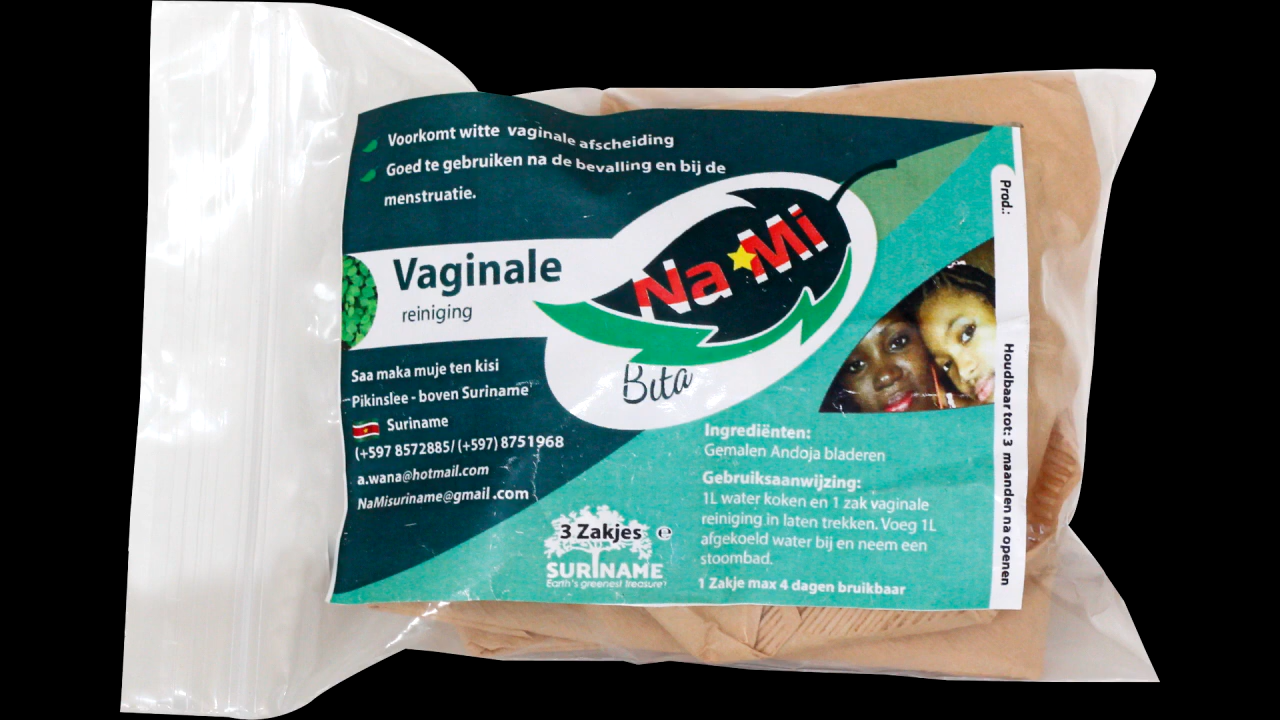 Voorkomt witte vaginale afscheiding
Goed te gebruiken na de bevalling en bij de
menstruatie.
Na Mi
Bita
Vaginale
reiniging
Saa maka muje ten kisi
Pikinslee - boven Suriname
Suriname
(+597 8572885/ (+597) 8751968
a.wana@hotmail.com
NaMisuriname@gmail.com
3 Zakjes ℮
SURINAME
Earth's greenest treasure
Ingrediënten:
Gemalen Andoja bladeren
Gebruiksaanwijzing:
1L water koken en 1 zak vaginale
reiniging in laten trekken. Voeg 1L
afgekoeld water bij en neem een
stoombad.
1 Zakje max 4 dagen bruikbaar
Prod.:
Houdbaar tot: 3 maanden na openen